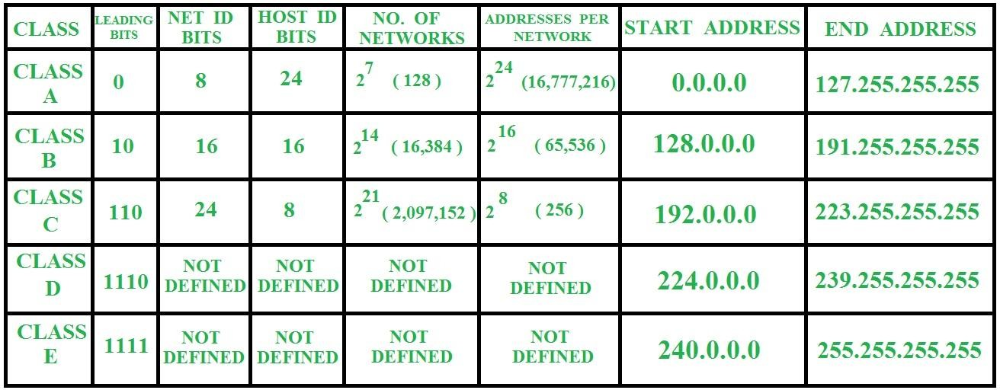 CLASS LEADING BITS NET ID BITS HOST ID BITS NO. OF NETWORKS ADDRESSES PER NETWORK START ADDRESS END ADDRESS
CLASS A 0 8 24 2^7 ( 128 ) 2^24 (16,777,216) 0.0.0.0 127.255.255.255
CLASS B 10 16 16 2^14 ( 16,384 ) 2^16 ( 65,536 ) 128.0.0.0 191.255.255.255
CLASS C 110 24 8 2^21 ( 2,097,152 ) 2^8 ( 256 ) 192.0.0.0 223.255.255.255
CLASS D 1110 NOT DEFINED NOT DEFINED NOT DEFINED NOT DEFINED 224.0.0.0 239.255.255.255
CLASS E 1111 NOT DEFINED NOT DEFINED NOT DEFINED NOT DEFINED 240.0.0.0 255.255.255.255